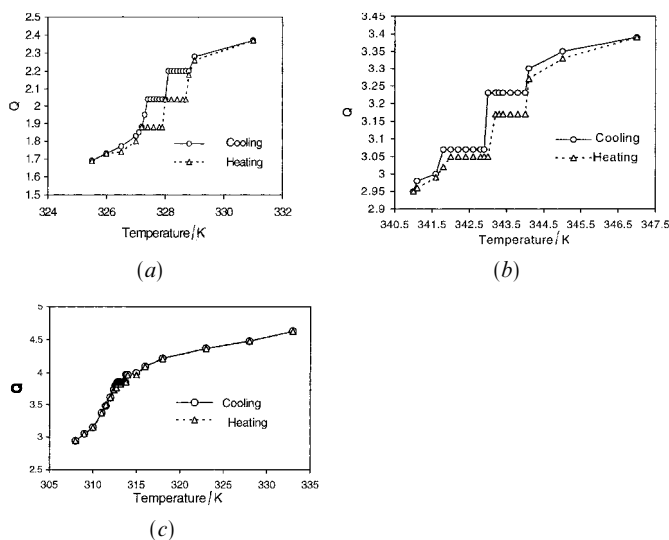 2.5
2.4
2.3
2.2
2.1
2
1.9
1.8
1.7
1.6
1.5
Q
Cooling
Heating
324 326 328 330 332
Temperature/K
(a)
3.45
3.4
3.35
3.3
3.25
3.2
3.15
3.1
3.05
3
2.95
2.9
Q
Cooling
Heating
340.5 341.5 342.5 343.5 344.5 345.5 346.5 347.5
Temperature/K
(b)
5
4.5
4
3.5
3
2.5
Q
Cooling
Heating
305 310 315 320 325 330 335
Temperature/K
(c)